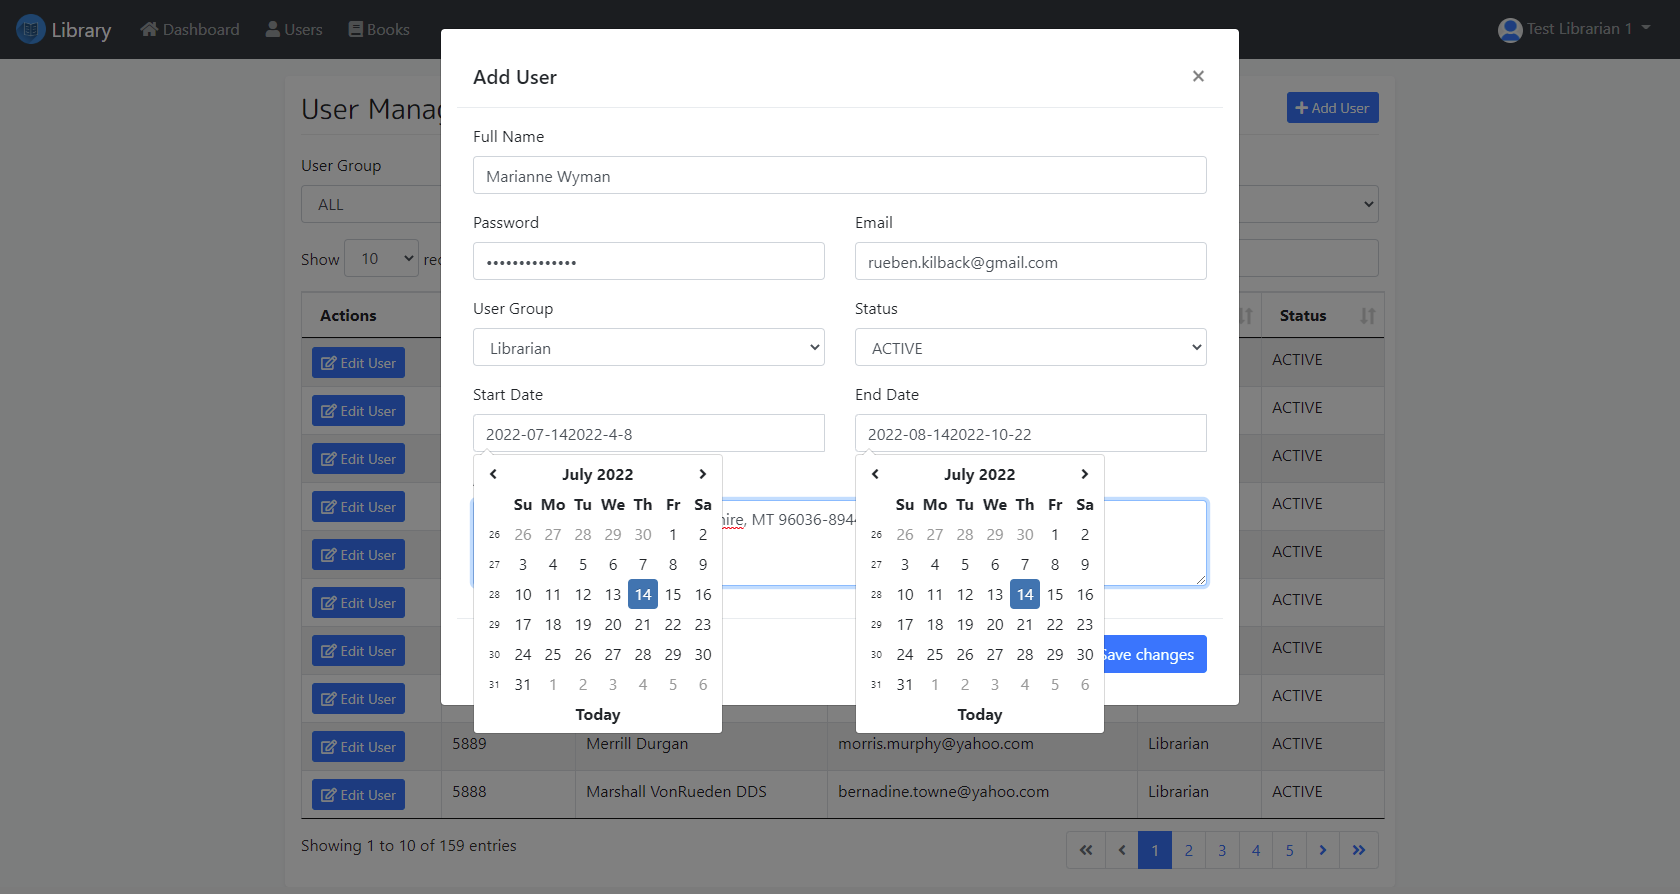 Library Dashboard Users Books Test Librarian 1
Add User ×
User Manag + Add User
Full Name
Marianne Wyman
User Group
ALL
Password Email
•••••••••••••• rueben.kilback@gmail.com
Show 10 rec
User Group Status
Librarian ACTIVE
Actions Status
Start Date End Date
2022-07-142022-4-8 2022-08-142022-10-22
July 2022 July 2022
Su Mo Tu We Th Fr Sa Su Mo Tu We Th Fr Sa
hire, MT 96036-894
26 26 27 28 29 30 1 2 26 26 27 28 29 30 1 2
27 3 4 5 6 7 8 9 27 3 4 5 6 7 8 9
28 10 11 12 13 14 15 16 28 10 11 12 13 14 15 16
29 17 18 19 20 21 22 23 29 17 18 19 20 21 22 23
30 24 25 26 27 28 29 30 30 24 25 26 27 28 29 30
31 31 1 2 3 4 5 6 31 31 1 2 3 4 5 6
Today Today
Save changes
Edit User ACTIVE
Edit User ACTIVE
Edit User ACTIVE
Edit User ACTIVE
Edit User ACTIVE
Edit User ACTIVE
Edit User ACTIVE
Edit User ACTIVE
Edit User 5889 Merrill Durgan morris.murphy@yahoo.com Librarian ACTIVE
Edit User 5888 Marshall VonRueden DDS bernadine.towne@yahoo.com Librarian ACTIVE
Showing 1 to 10 of 159 entries « ‹ 1 2 3 4 5 › »